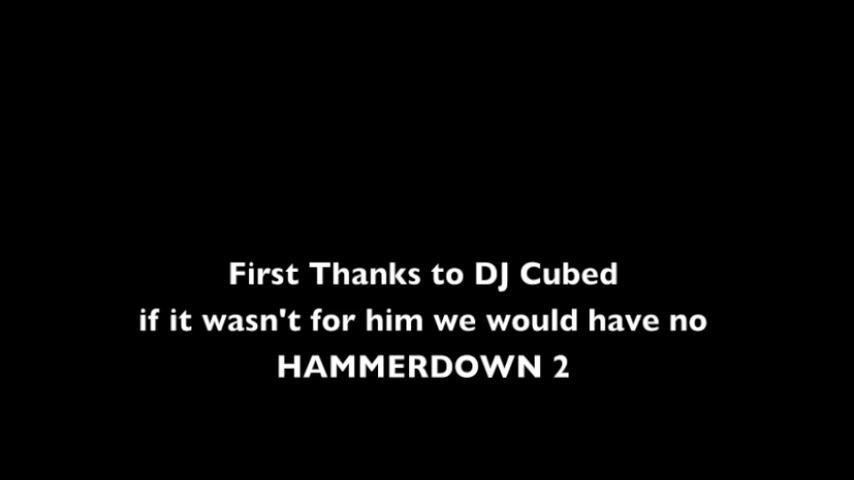 First Thanks to DJ Cubed
if it wasn't for him we would have no
HAMMERDOWN 2